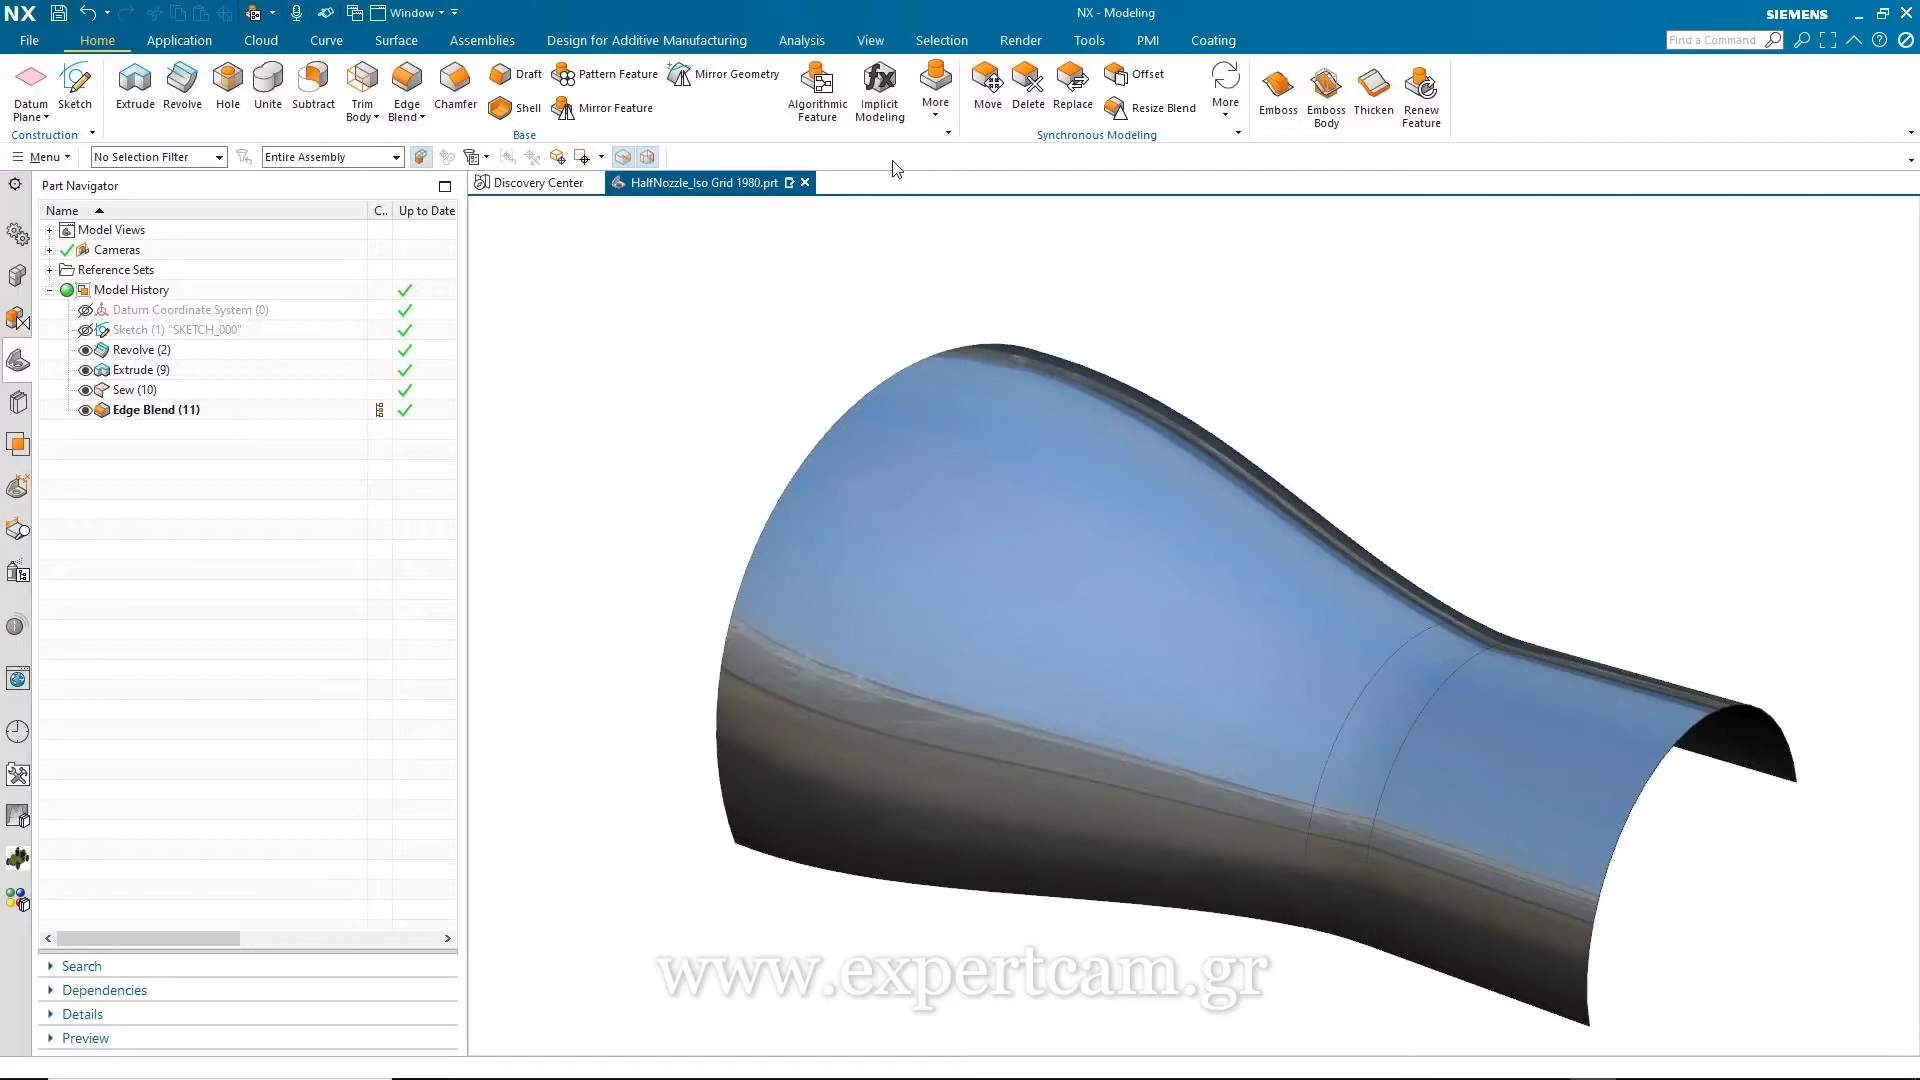 NX
Window
NX - Modeling
SIEMENS
File Home Application Cloud Curve Surface Assemblies Design for Additive Manufacturing Analysis View Selection Render Tools PMI Coating
Find a Command
Datum Plane
Sketch
Construction
Extrude
Revolve
Hole
Unite
Subtract
Trim Body
Edge Blend
Chamfer
Draft
Shell
Pattern Feature
Mirror Feature
Mirror Geometry
Algorithmic Feature
Implicit Modeling
More
Base
Move
Delete
Replace
Offset
Resize Blend
More
Synchronous Modeling
Emboss
Emboss Body
Thicken
Renew Feature
Menu
No Selection Filter
Entire Assembly
Part Navigator
Discovery Center
HalfNozzle_Iso Grid 1980.prt
Name C.. Up to Date
Model Views
Cameras
Reference Sets
Model History
Datum Coordinate System (0)
Sketch (1) "SKETCH_000"
Revolve (2)
Extrude (9)
Sew (10)
Edge Blend (11)
Search
Dependencies
Details
Preview
www.expertcam.gr